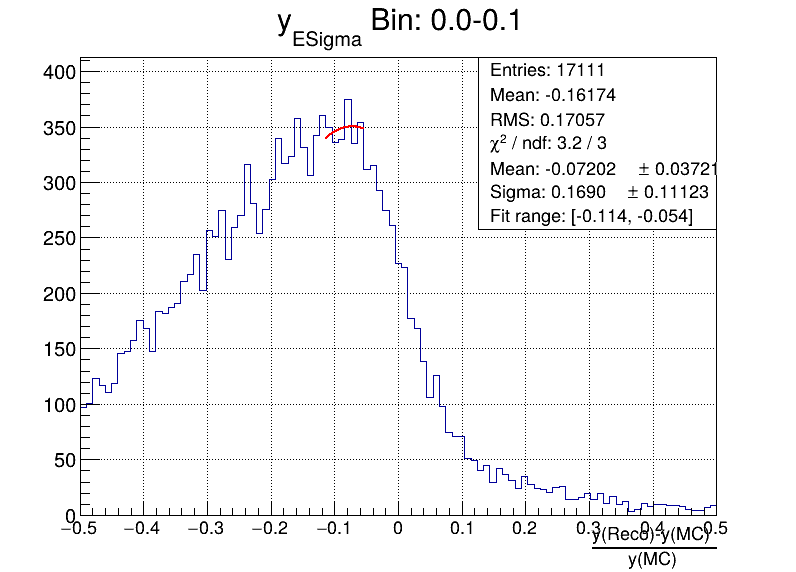 y_ESigma Bin: 0.0-0.1
Entries: 17111
Mean: -0.16174
RMS: 0.17057
χ² / ndf: 3.2 / 3
Mean: -0.07202 ± 0.03721
Sigma: 0.1690 ± 0.11123
Fit range: [-0.114, -0.054]
400
350
300
250
200
150
100
50
0
−0.5 −0.4 −0.3 −0.2 −0.1 0 0.1 0.2 0.3 0.4 0.5
y(Reco)-y(MC)
y(MC)